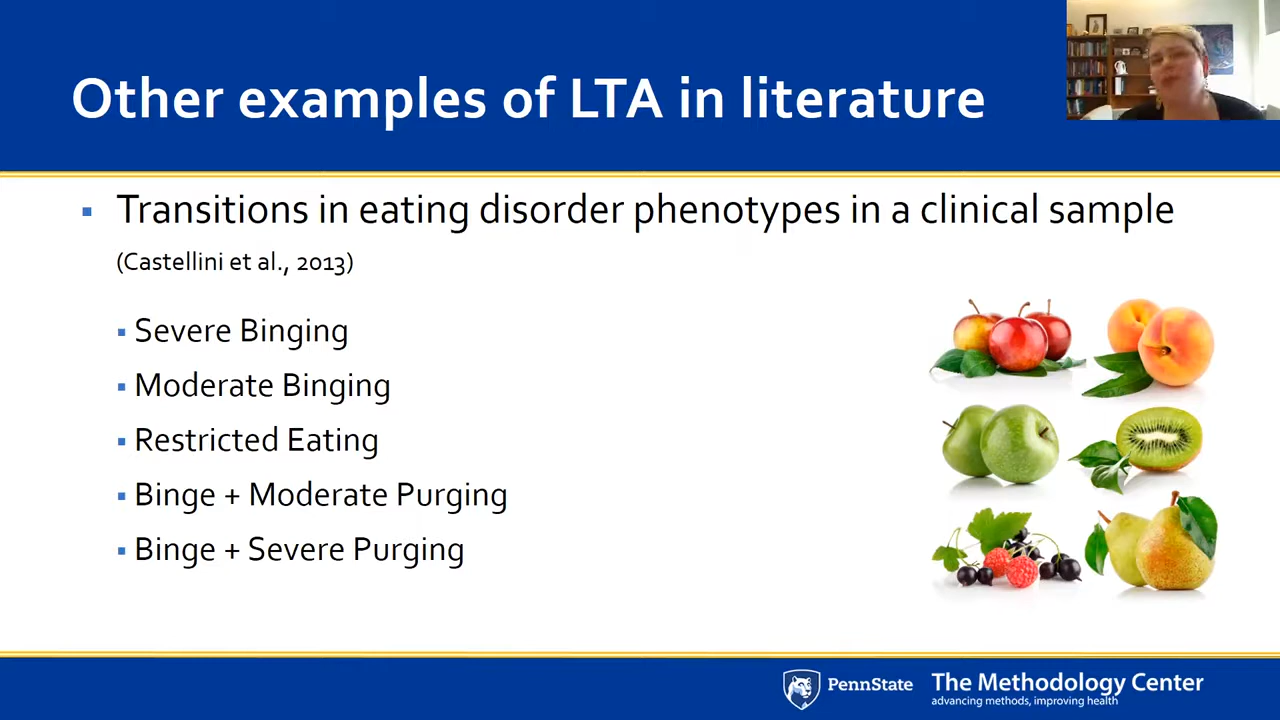 Other examples of LTA in literature
▪ Transitions in eating disorder phenotypes in a clinical sample
(Castellini et al., 2013)
▪ Severe Binging
▪ Moderate Binging
▪ Restricted Eating
▪ Binge + Moderate Purging
▪ Binge + Severe Purging
PennState
The Methodology Center
advancing methods, improving health